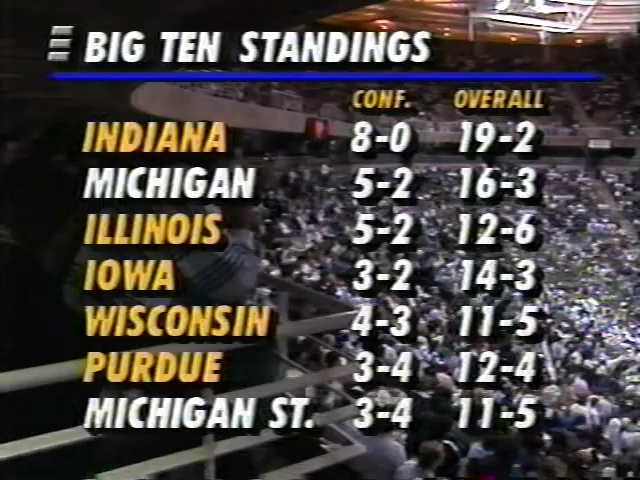 BIG TEN STANDINGS
CONF. OVERALL
INDIANA 8-0 19-2
MICHIGAN 5-2 16-3
ILLINOIS 5-2 12-6
IOWA 3-2 14-3
WISCONSIN 4-3 11-5
PURDUE 3-4 12-4
MICHIGAN ST. 3-4 11-5